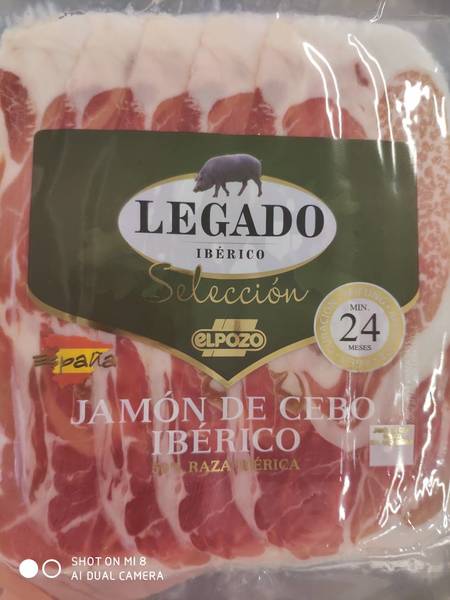 LEGADO
IBÉRICO
Selección
ELPOZO
MIN.
24
MESES
España
JAMÓN DE CEBO
IBÉRICO
50% RAZA IBÉRICA
SHOT ON MI 8
AI DUAL CAMERA